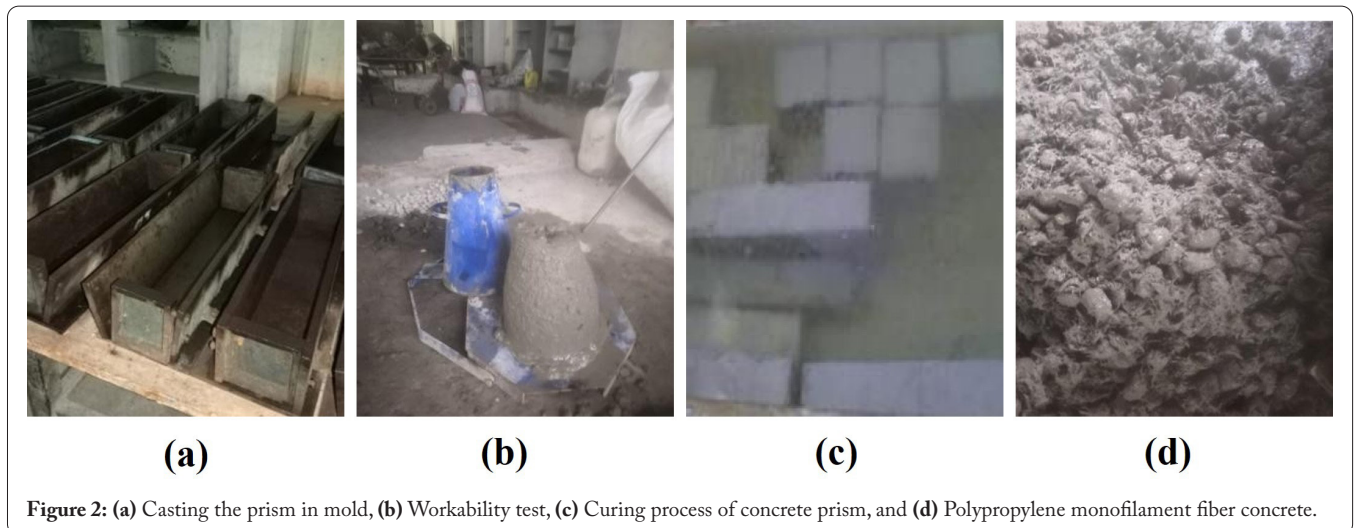 (a) (b) (c) (d)
Figure 2: (a) Casting the prism in mold, (b) Workability test, (c) Curing process of concrete prism, and (d) Polypropylene monofilament fiber concrete.